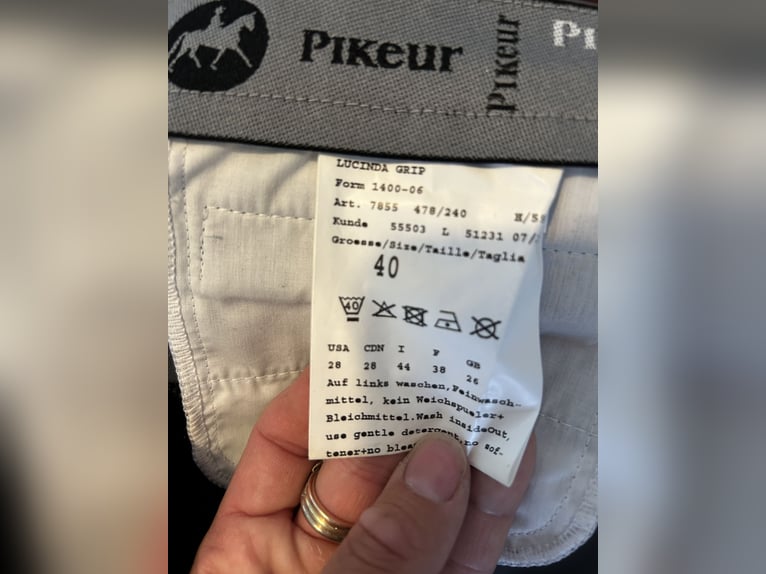 PIKeur
PIKeur
LUCINDA GRIP
Form 1400-06
Art. 7855 478/240
Kunde 55503 L 51231
Groesse/Size/Taille/Taglia
40
40
USA CDN I F GB
28 28 44 38 26
Auf links waschen,Feinwasch-
mittel, kein Weichspueler+
Bleichmittel.Wash insideOut,
use gentle detergent,no sof-
tener+no